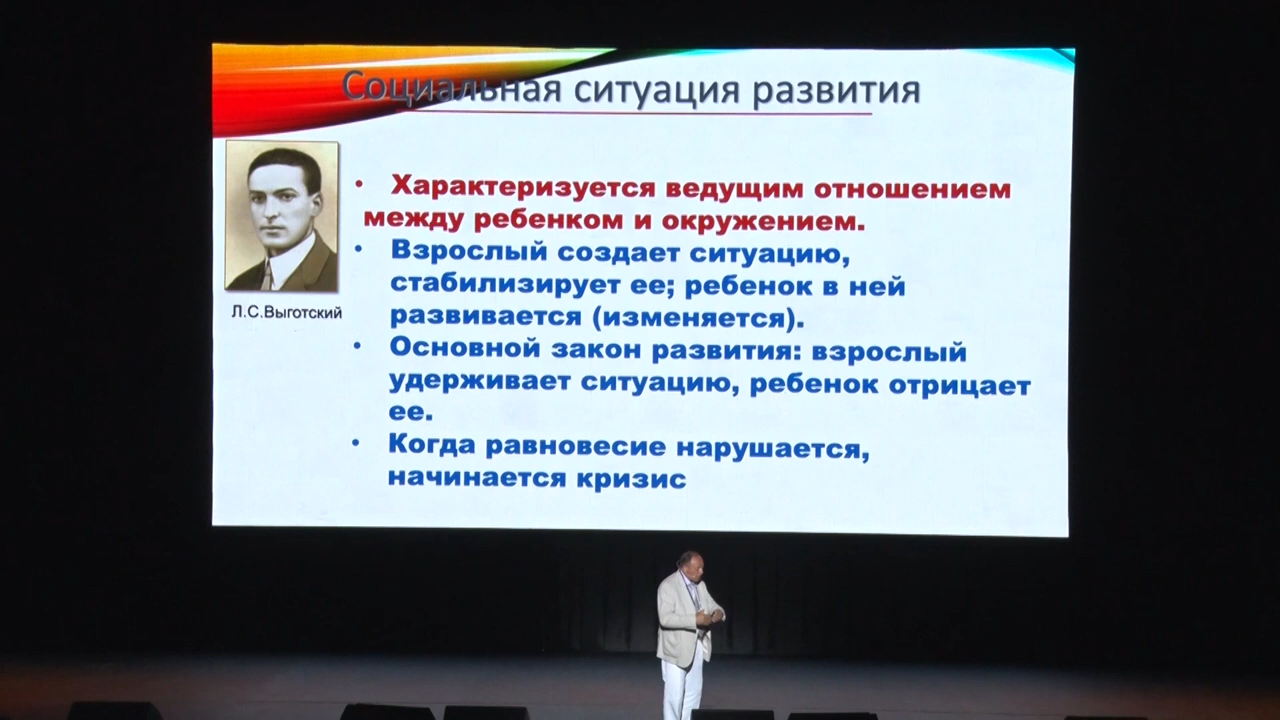 Социальная ситуация развития
• Характеризуется ведущим отношением
между ребенком и окружением.
• Взрослый создает ситуацию,
стабилизирует ее; ребенок в ней
развивается (изменяется).
Л.С.Выготский
• Основной закон развития: взрослый
удерживает ситуацию, ребенок отрицает
ее.
• Когда равновесие нарушается,
начинается кризис